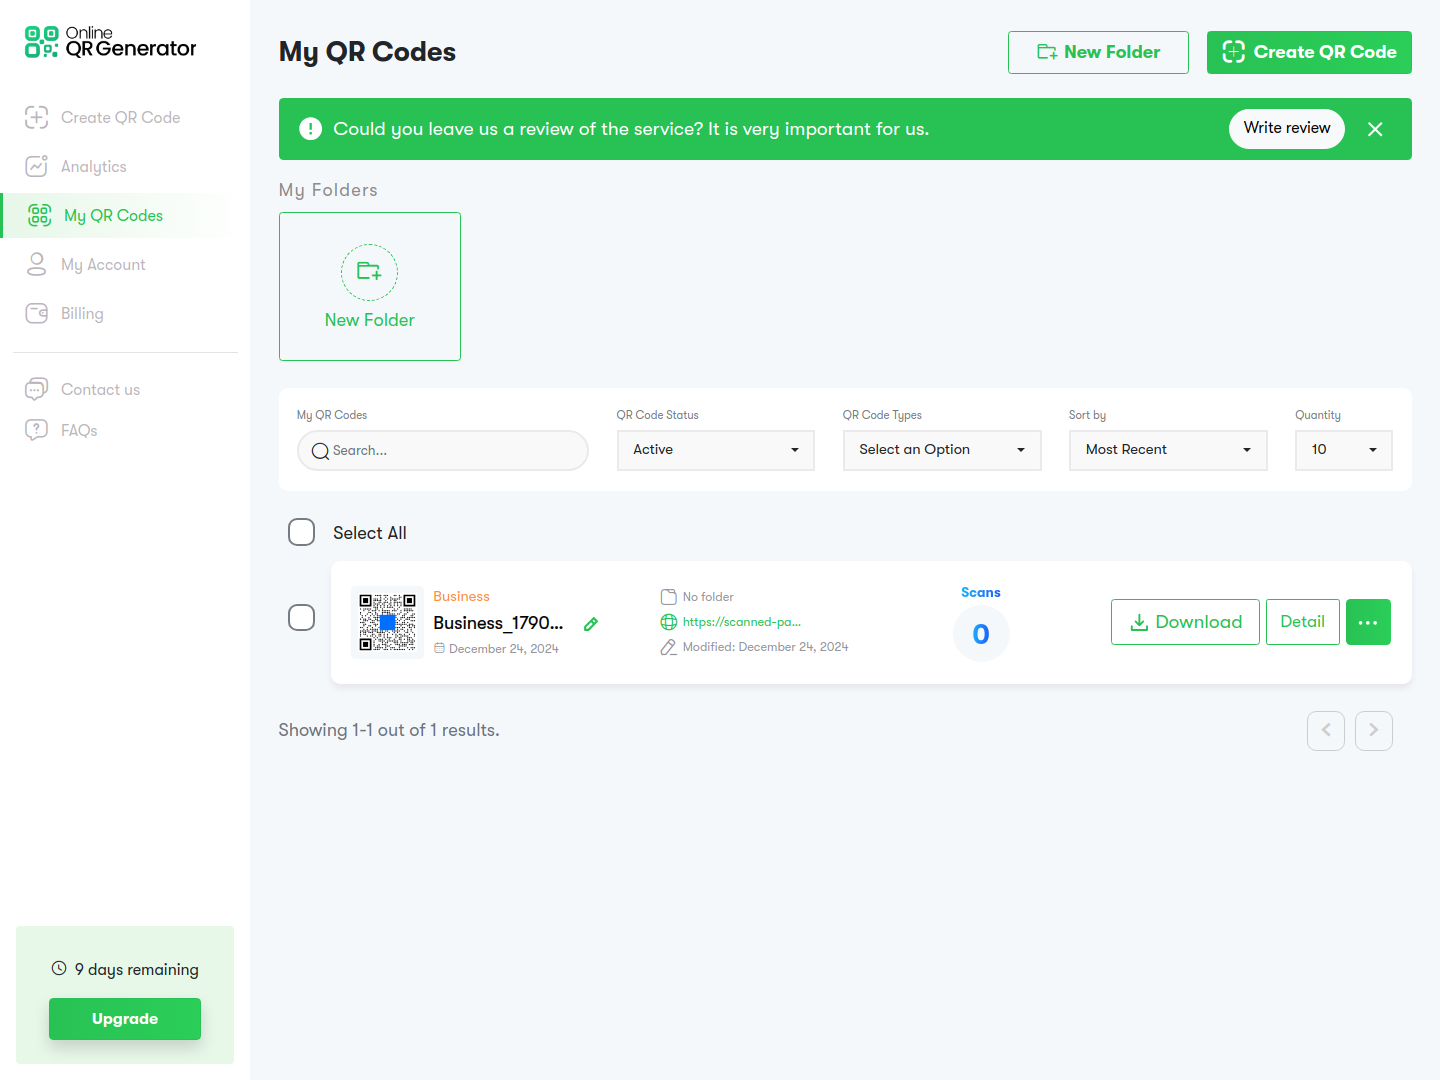 Online
QR Generator
Create QR Code
Analytics
My QR Codes
My Account
Billing
Contact us
FAQs
9 days remaining
Upgrade
My QR Codes
New Folder
Create QR Code
Could you leave us a review of the service? It is very important for us.
Write review
My Folders
New Folder
My QR Codes
Search...
QR Code Status
Active
QR Code Types
Select an Option
Sort by
Most Recent
Quantity
10
Select All
Business
Business_1790...
December 24, 2024
No folder
https://scanned-pa...
Modified: December 24, 2024
Scans
0
Download
Detail
Showing 1-1 out of 1 results.